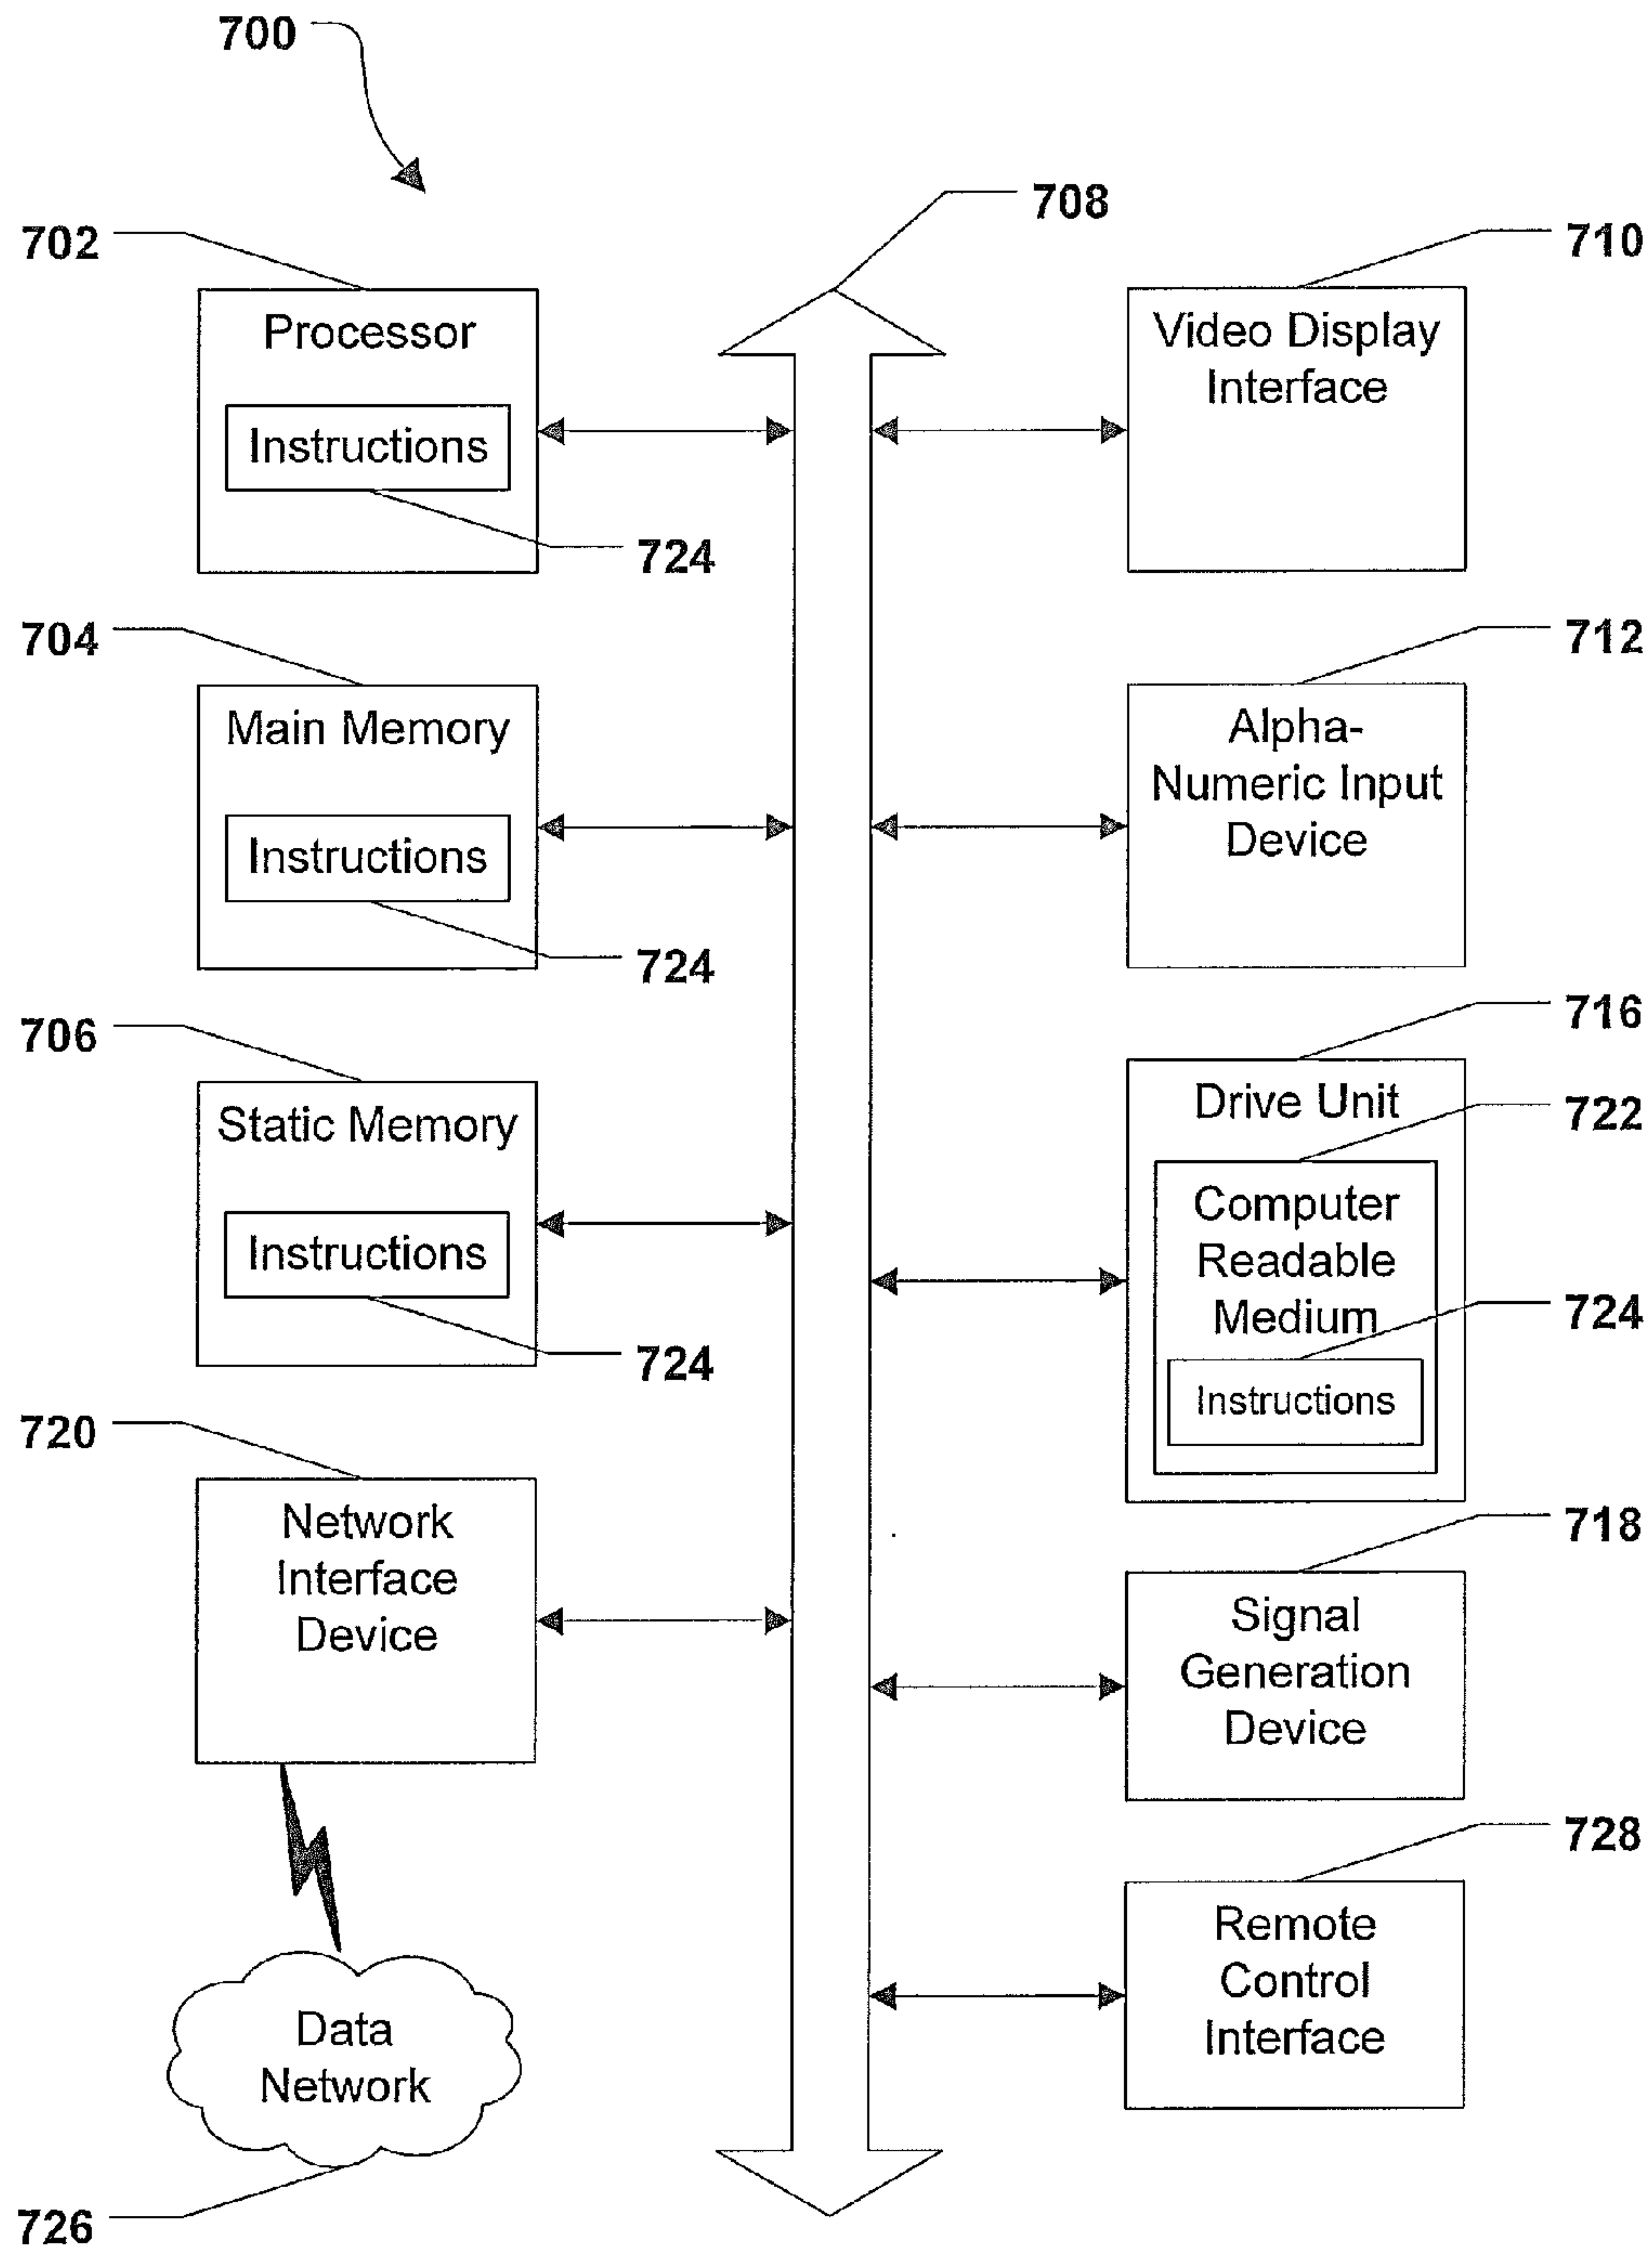 700
708
702
Processor
Instructions
724
704
Main Memory
Instructions
724
706
Static Memory
Instructions
724
720
Network
Interface
Device
Data
Network
726
710
Video Display
Interface
712
Alpha-
Numeric Input
Device
716
Drive Unit
722
Computer
Readable
Medium
724
Instructions
718
Signal
Generation
Device
728
Remote
Control
Interface